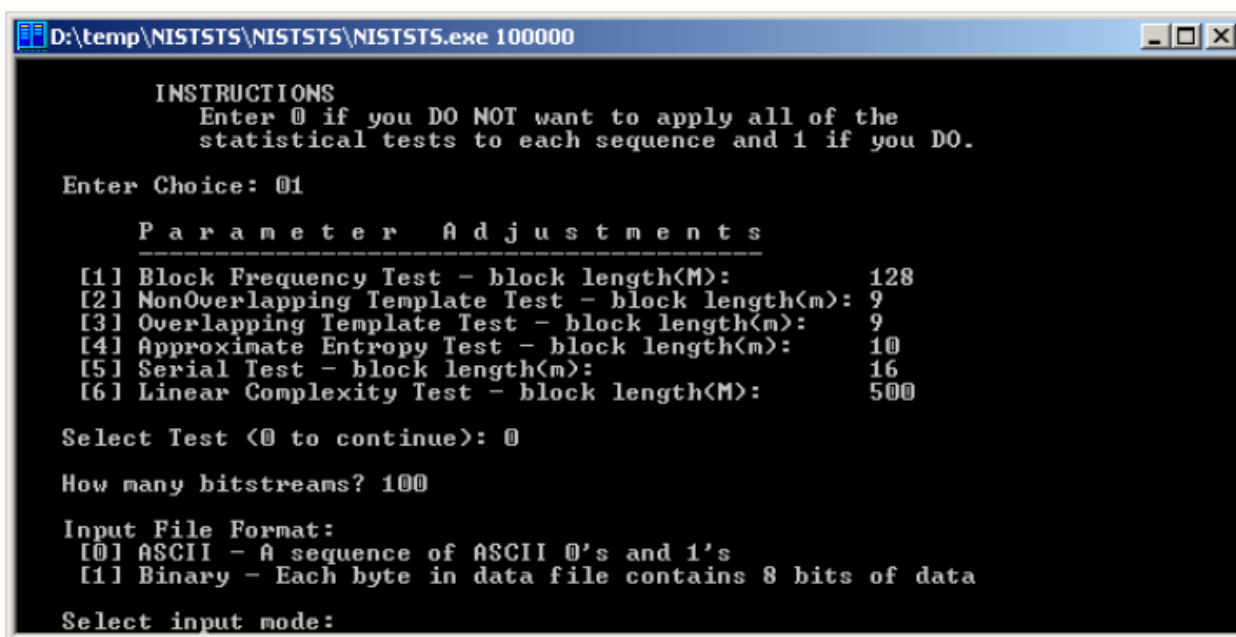 D:\temp\NISTSTS\NISTSTS\NISTSTS.exe 100000
INSTRUCTIONS
Enter 0 if you DO NOT want to apply all of the
statistical tests to each sequence and 1 if you DO.
Enter Choice: 01
P a r a m e t e r   A d j u s t m e n t s
------------------------------------------
[1] Block Frequency Test - block length(M): 128
[2] NonOverlapping Template Test - block length(m): 9
[3] Overlapping Template Test - block length(m): 9
[4] Approximate Entropy Test - block length(m): 10
[5] Serial Test - block length(m): 16
[6] Linear Complexity Test - block length(M): 500
Select Test (0 to continue): 0
How many bitstreams? 100
Input File Format:
[0] ASCII - A sequence of ASCII 0's and 1's
[1] Binary - Each byte in data file contains 8 bits of data
Select input mode: